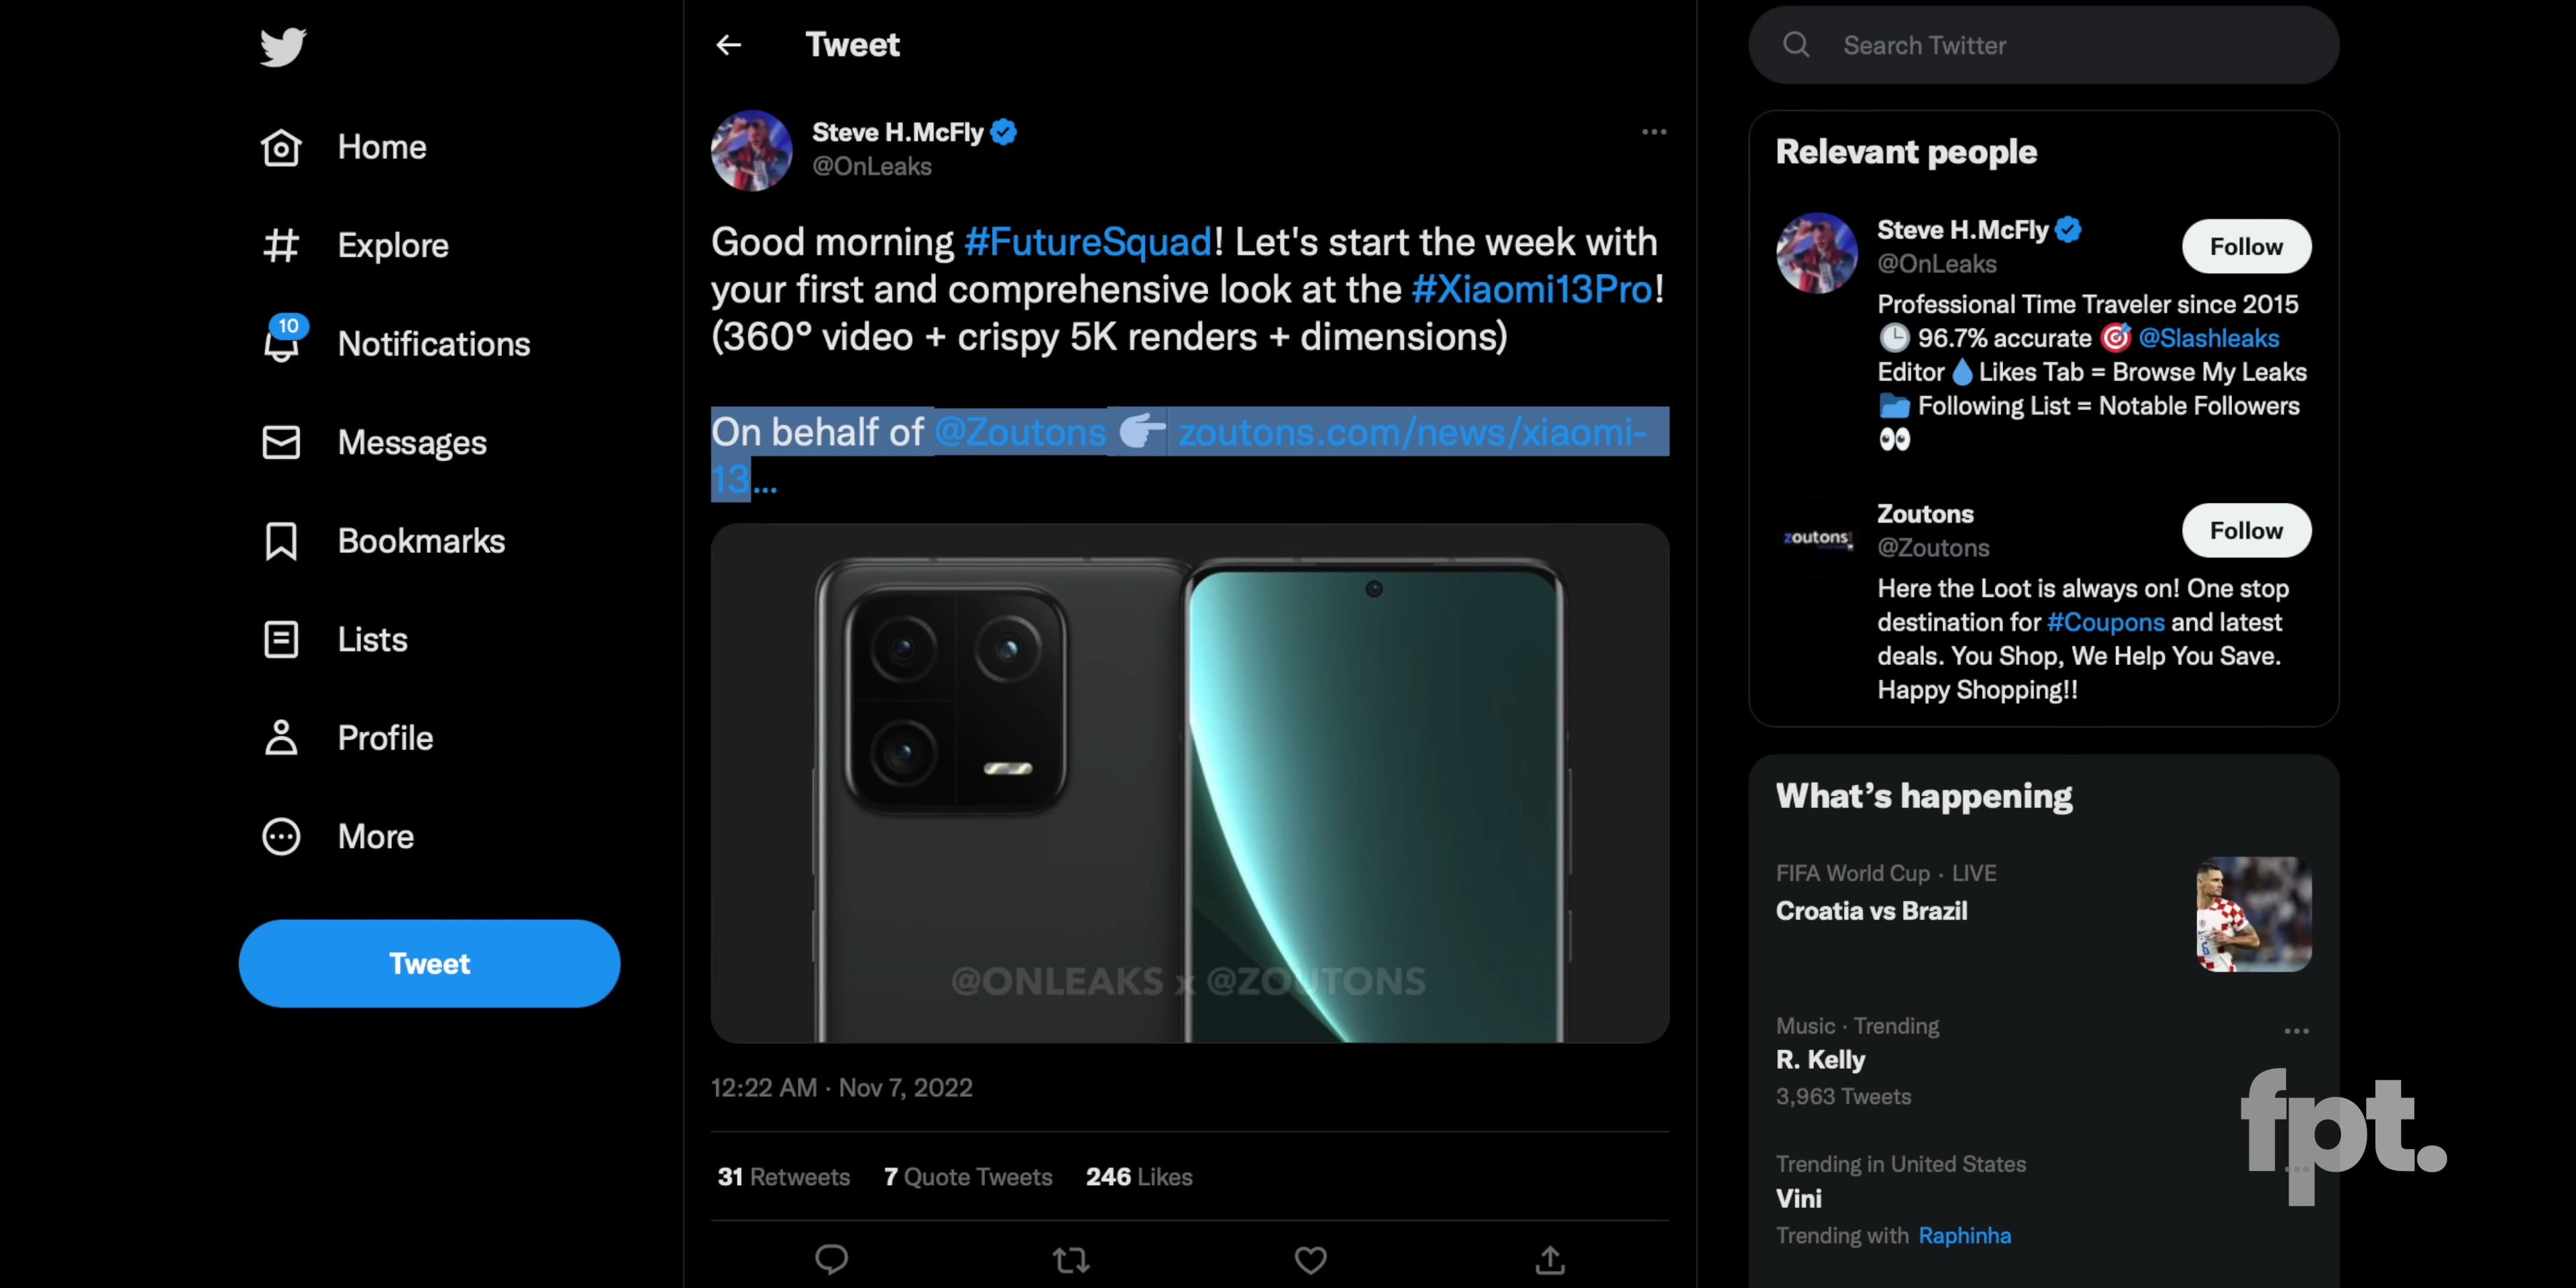 Home
Explore
10
Notifications
Messages
Bookmarks
Lists
Profile
More
Tweet
Tweet
Steve H.McFly
@OnLeaks
Good morning #FutureSquad! Let's start the week with
your first and comprehensive look at the #Xiaomi13Pro!
(360° video + crispy 5K renders + dimensions)
On behalf of @Zoutons 👉 zoutons.com/news/xiaomi-
13...
@ONLEAKS x @ZOUTONS
12:22 AM · Nov 7, 2022
31 Retweets 7 Quote Tweets 246 Likes
Search Twitter
Relevant people
Steve H.McFly
Follow
@OnLeaks
Professional Time Traveler since 2015
🕒 96.7% accurate 🎯 @Slashleaks
Editor 💧 Likes Tab = Browse My Leaks
📂 Following List = Notable Followers
👀
zoutons
Zoutons
Follow
@Zoutons
Here the Loot is always on! One stop
destination for #Coupons and latest
deals. You Shop, We Help You Save.
Happy Shopping!!
What's happening
FIFA World Cup · LIVE
Croatia vs Brazil
6
Music · Trending
R. Kelly
3,963 Tweets
Trending in United States
Vini
Trending with Raphinha
fpt.